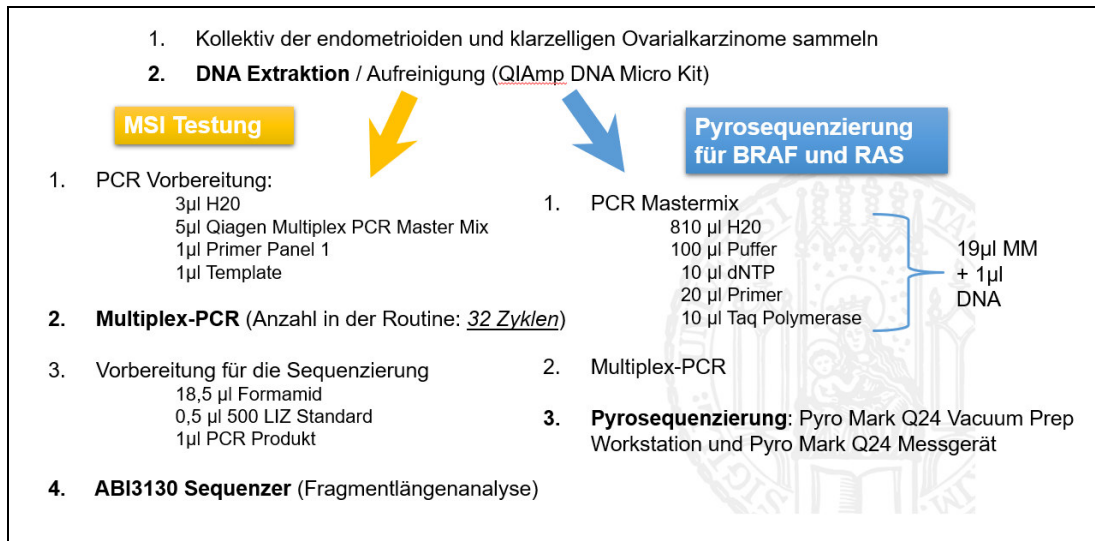 1. Kollektiv der endometrioiden und klarzelligen Ovarialkarzinome sammeln
2. DNA Extraktion / Aufreinigung (QIAmp DNA Micro Kit)
MSI Testung
1. PCR Vorbereitung:
3µl H20
5µl Qiagen Multiplex PCR Master Mix
1µl Primer Panel 1
1µl Template
2. Multiplex-PCR (Anzahl in der Routine: 32 Zyklen)
3. Vorbereitung für die Sequenzierung
18,5 µl Formamid
0,5 µl 500 LIZ Standard
1µl PCR Produkt
4. ABI3130 Sequenzer (Fragmentlängenanalyse)
Pyrosequenzierung
für BRAF und RAS
1. PCR Mastermix
810 µl H20
100 µl Puffer
10 µl dNTP
20 µl Primer
10 µl Taq Polymerase
19µl MM
+ 1µl
DNA
2. Multiplex-PCR
3. Pyrosequenzierung: Pyro Mark Q24 Vacuum Prep
Workstation und Pyro Mark Q24 Messgerät